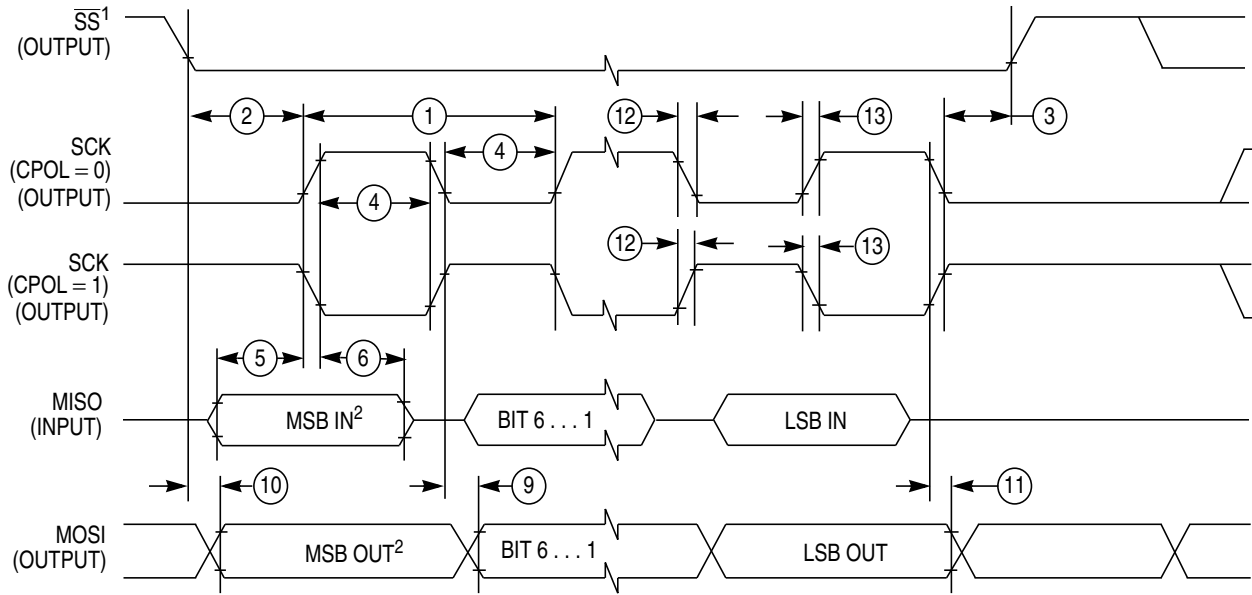 SS¹
(OUTPUT)
2
1
12
13
3
SCK
(CPOL = 0)
(OUTPUT)
4
4
SCK
(CPOL = 1)
(OUTPUT)
12
13
5
6
MISO
(INPUT)
MSB IN²
BIT 6 . . . 1
LSB IN
10
9
11
MOSI
(OUTPUT)
MSB OUT²
BIT 6 . . . 1
LSB OUT